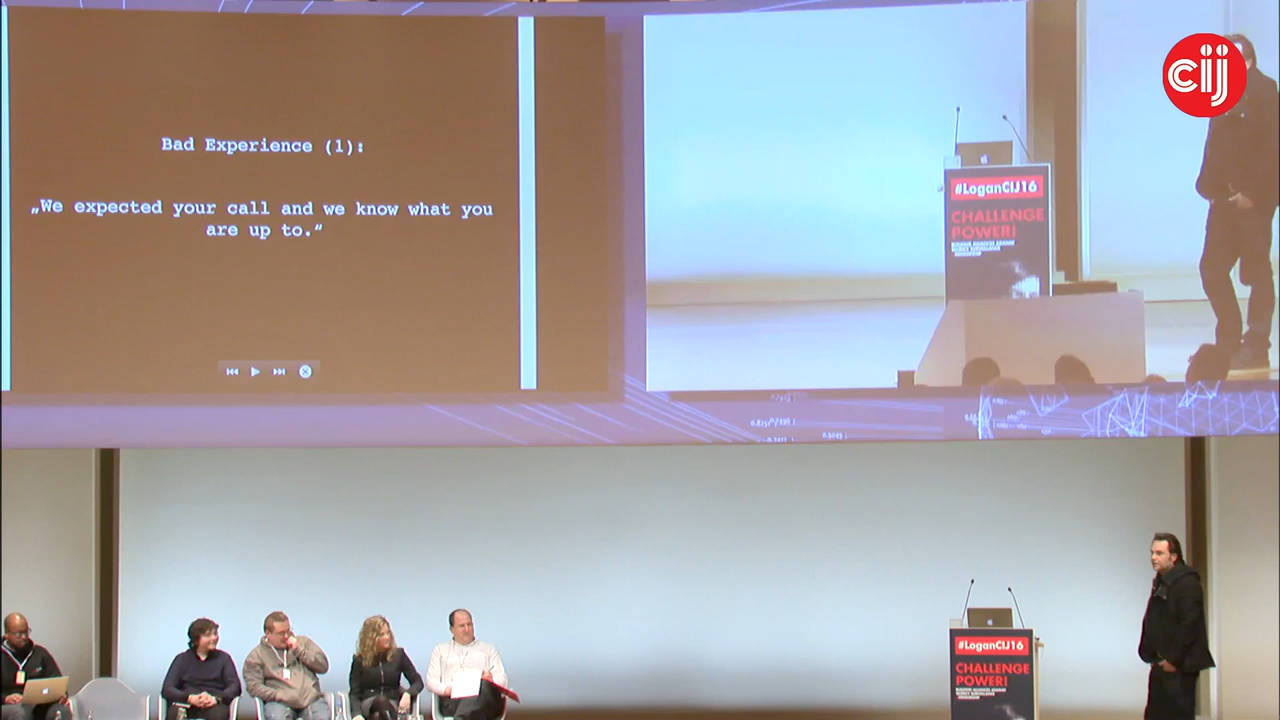 Bad Experience (1):
„We expected your call and we know what you
are up to.“
cij
#LoganCIJ16
CHALLENGE
POWER!
#LoganCIJ16
CHALLENGE
POWER!